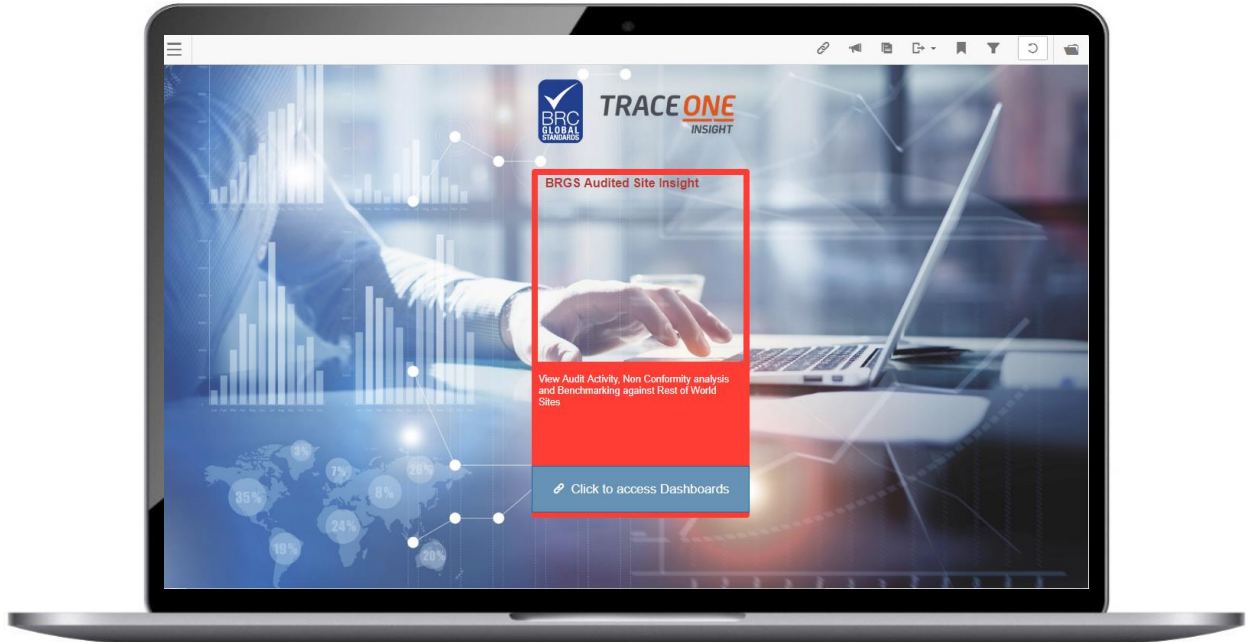 BRC
GLOBAL
STANDARDS
TRACE ONE
INSIGHT
BRGS Audited Site Insight
View Audit Activity, Non Conformity analysis
and Benchmarking against Rest of World
Sites
Click to access Dashboards
3%
7%
28%
35%
8%
24%
19%
20%